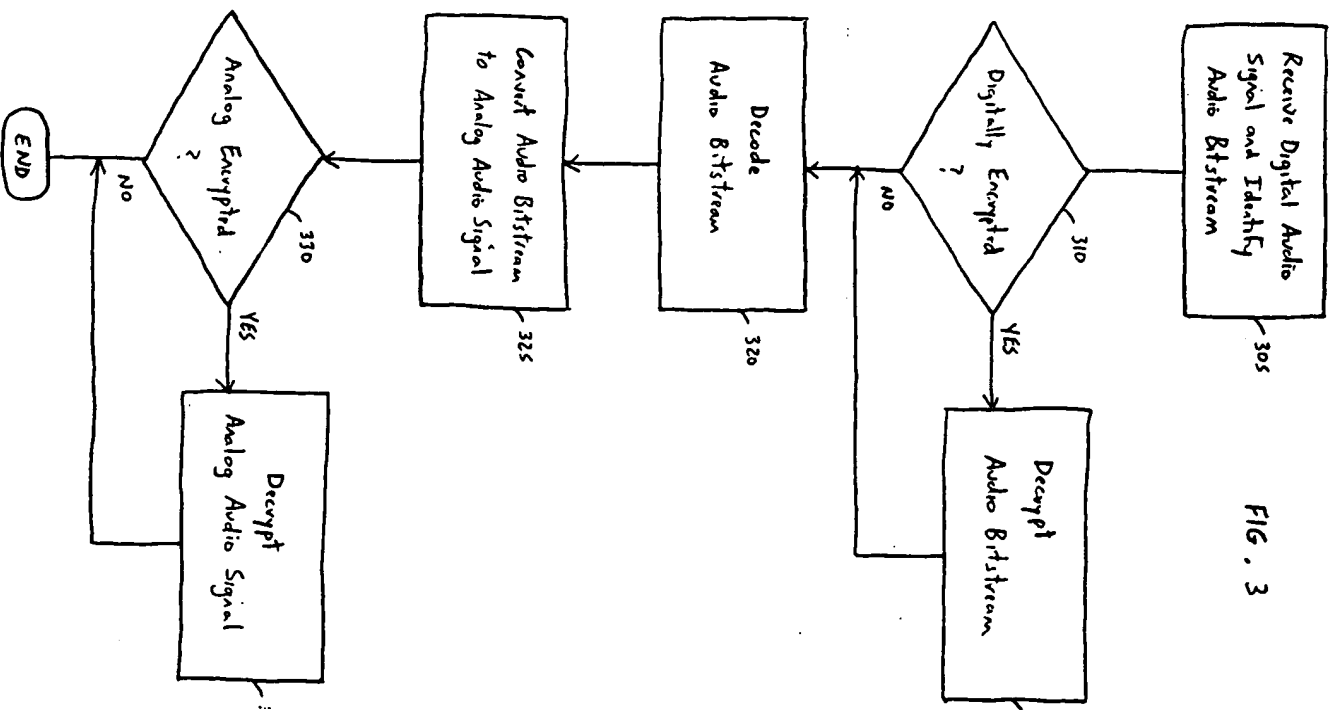 FIG. 3
Receive Digital Audio
Signal and Identify
Audio Bitstream
305
Digitally Encrypted
?
310
YES
NO
Decrypt
Audio Bitstream
Decode
Audio Bitstream
320
Convert Audio Bitstream
to Analog Audio Signal
325
Analog Encrypted
?
330
YES
NO
Decrypt
Analog Audio Signal
END